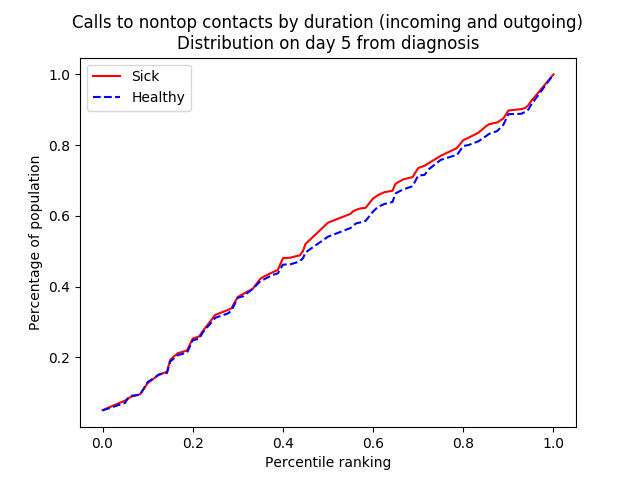 Calls to nontop contacts by duration (incoming and outgoing)
Distribution on day 5 from diagnosis
Sick
Healthy
Percentage of population
1.0
0.8
0.6
0.4
0.2
0.0 0.2 0.4 0.6 0.8 1.0
Percentile ranking